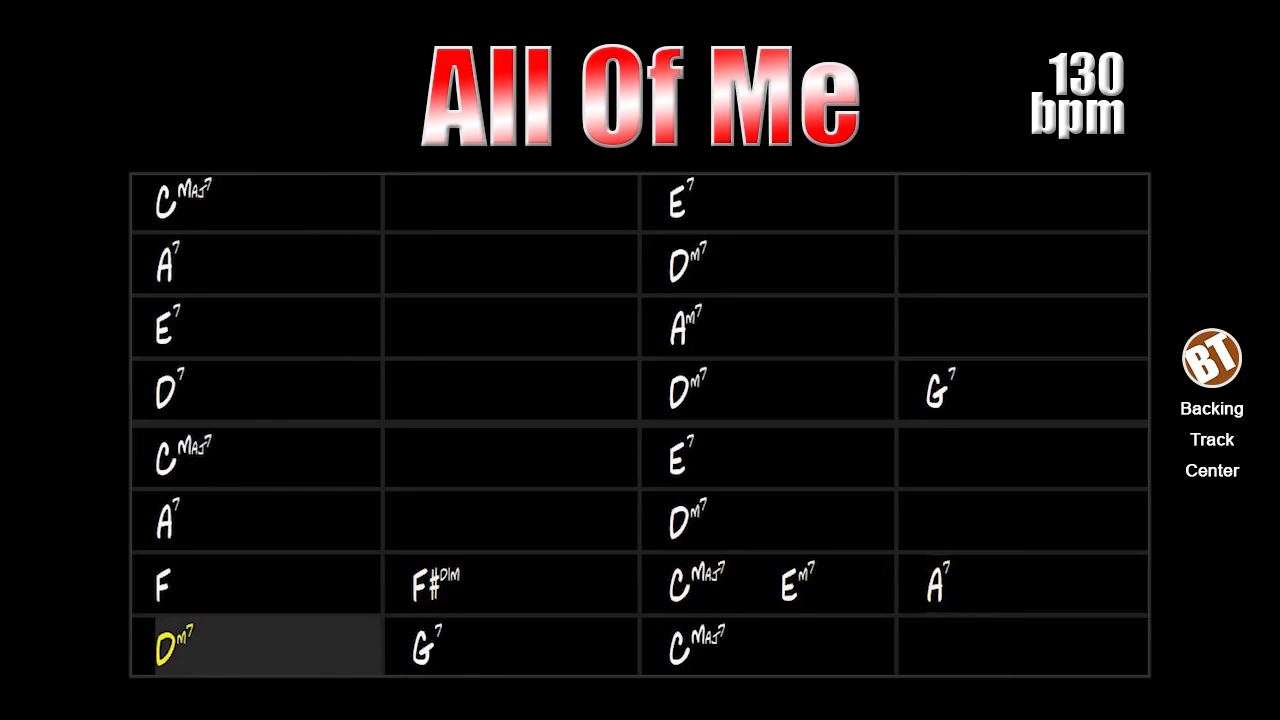 All Of Me
130
bpm
CMAJ7 E7
A7 DM7
E7 AM7
D7 DM7 G7
CMAJ7 E7
A7 DM7
F F#DIM CMAJ7 EM7 A7
DM7 G7 CMAJ7
BT
Backing
Track
Center